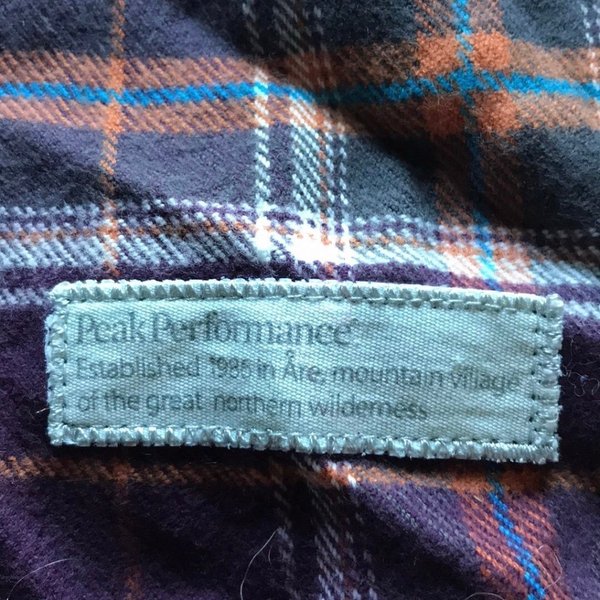 Peak Performance®
Established 1986 in Åre, mountain village
of the great northern wilderness